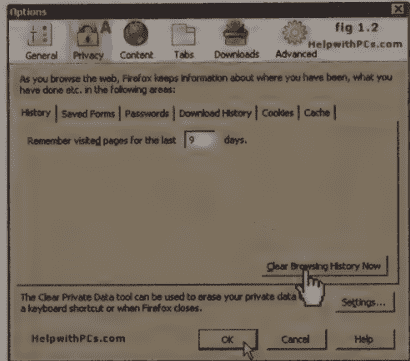 Options
A
fig 1.2
HelpwithPCs.com
General Privacy Content Tabs Downloads Advanced
As you browse the web, Firefox keeps information about where you have been, what you
have done etc. in the following areas:
History Saved Forms Passwords Download History Cookies Cache
Remember visited pages for the last 9 days.
Clear Browsing History Now
The Clear Private Data tool can be used to erase your private data
a keyboard shortcut or when Firefox closes.
Settings...
HelpwithPCs.com
OK Cancel Help